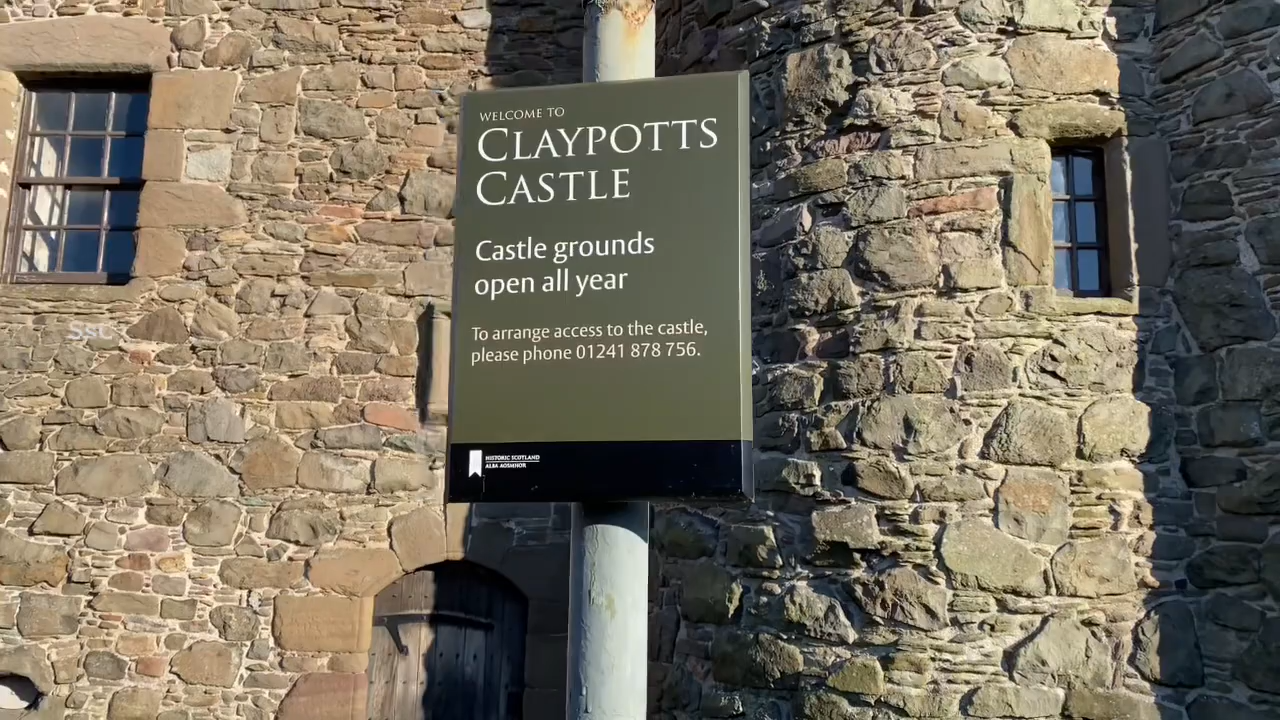 WELCOME TO
CLAYPOTTS
CASTLE
Castle grounds
open all year
To arrange access to the castle,
please phone 01241 878 756.
HISTORIC SCOTLAND
ALBA AOSMHOR